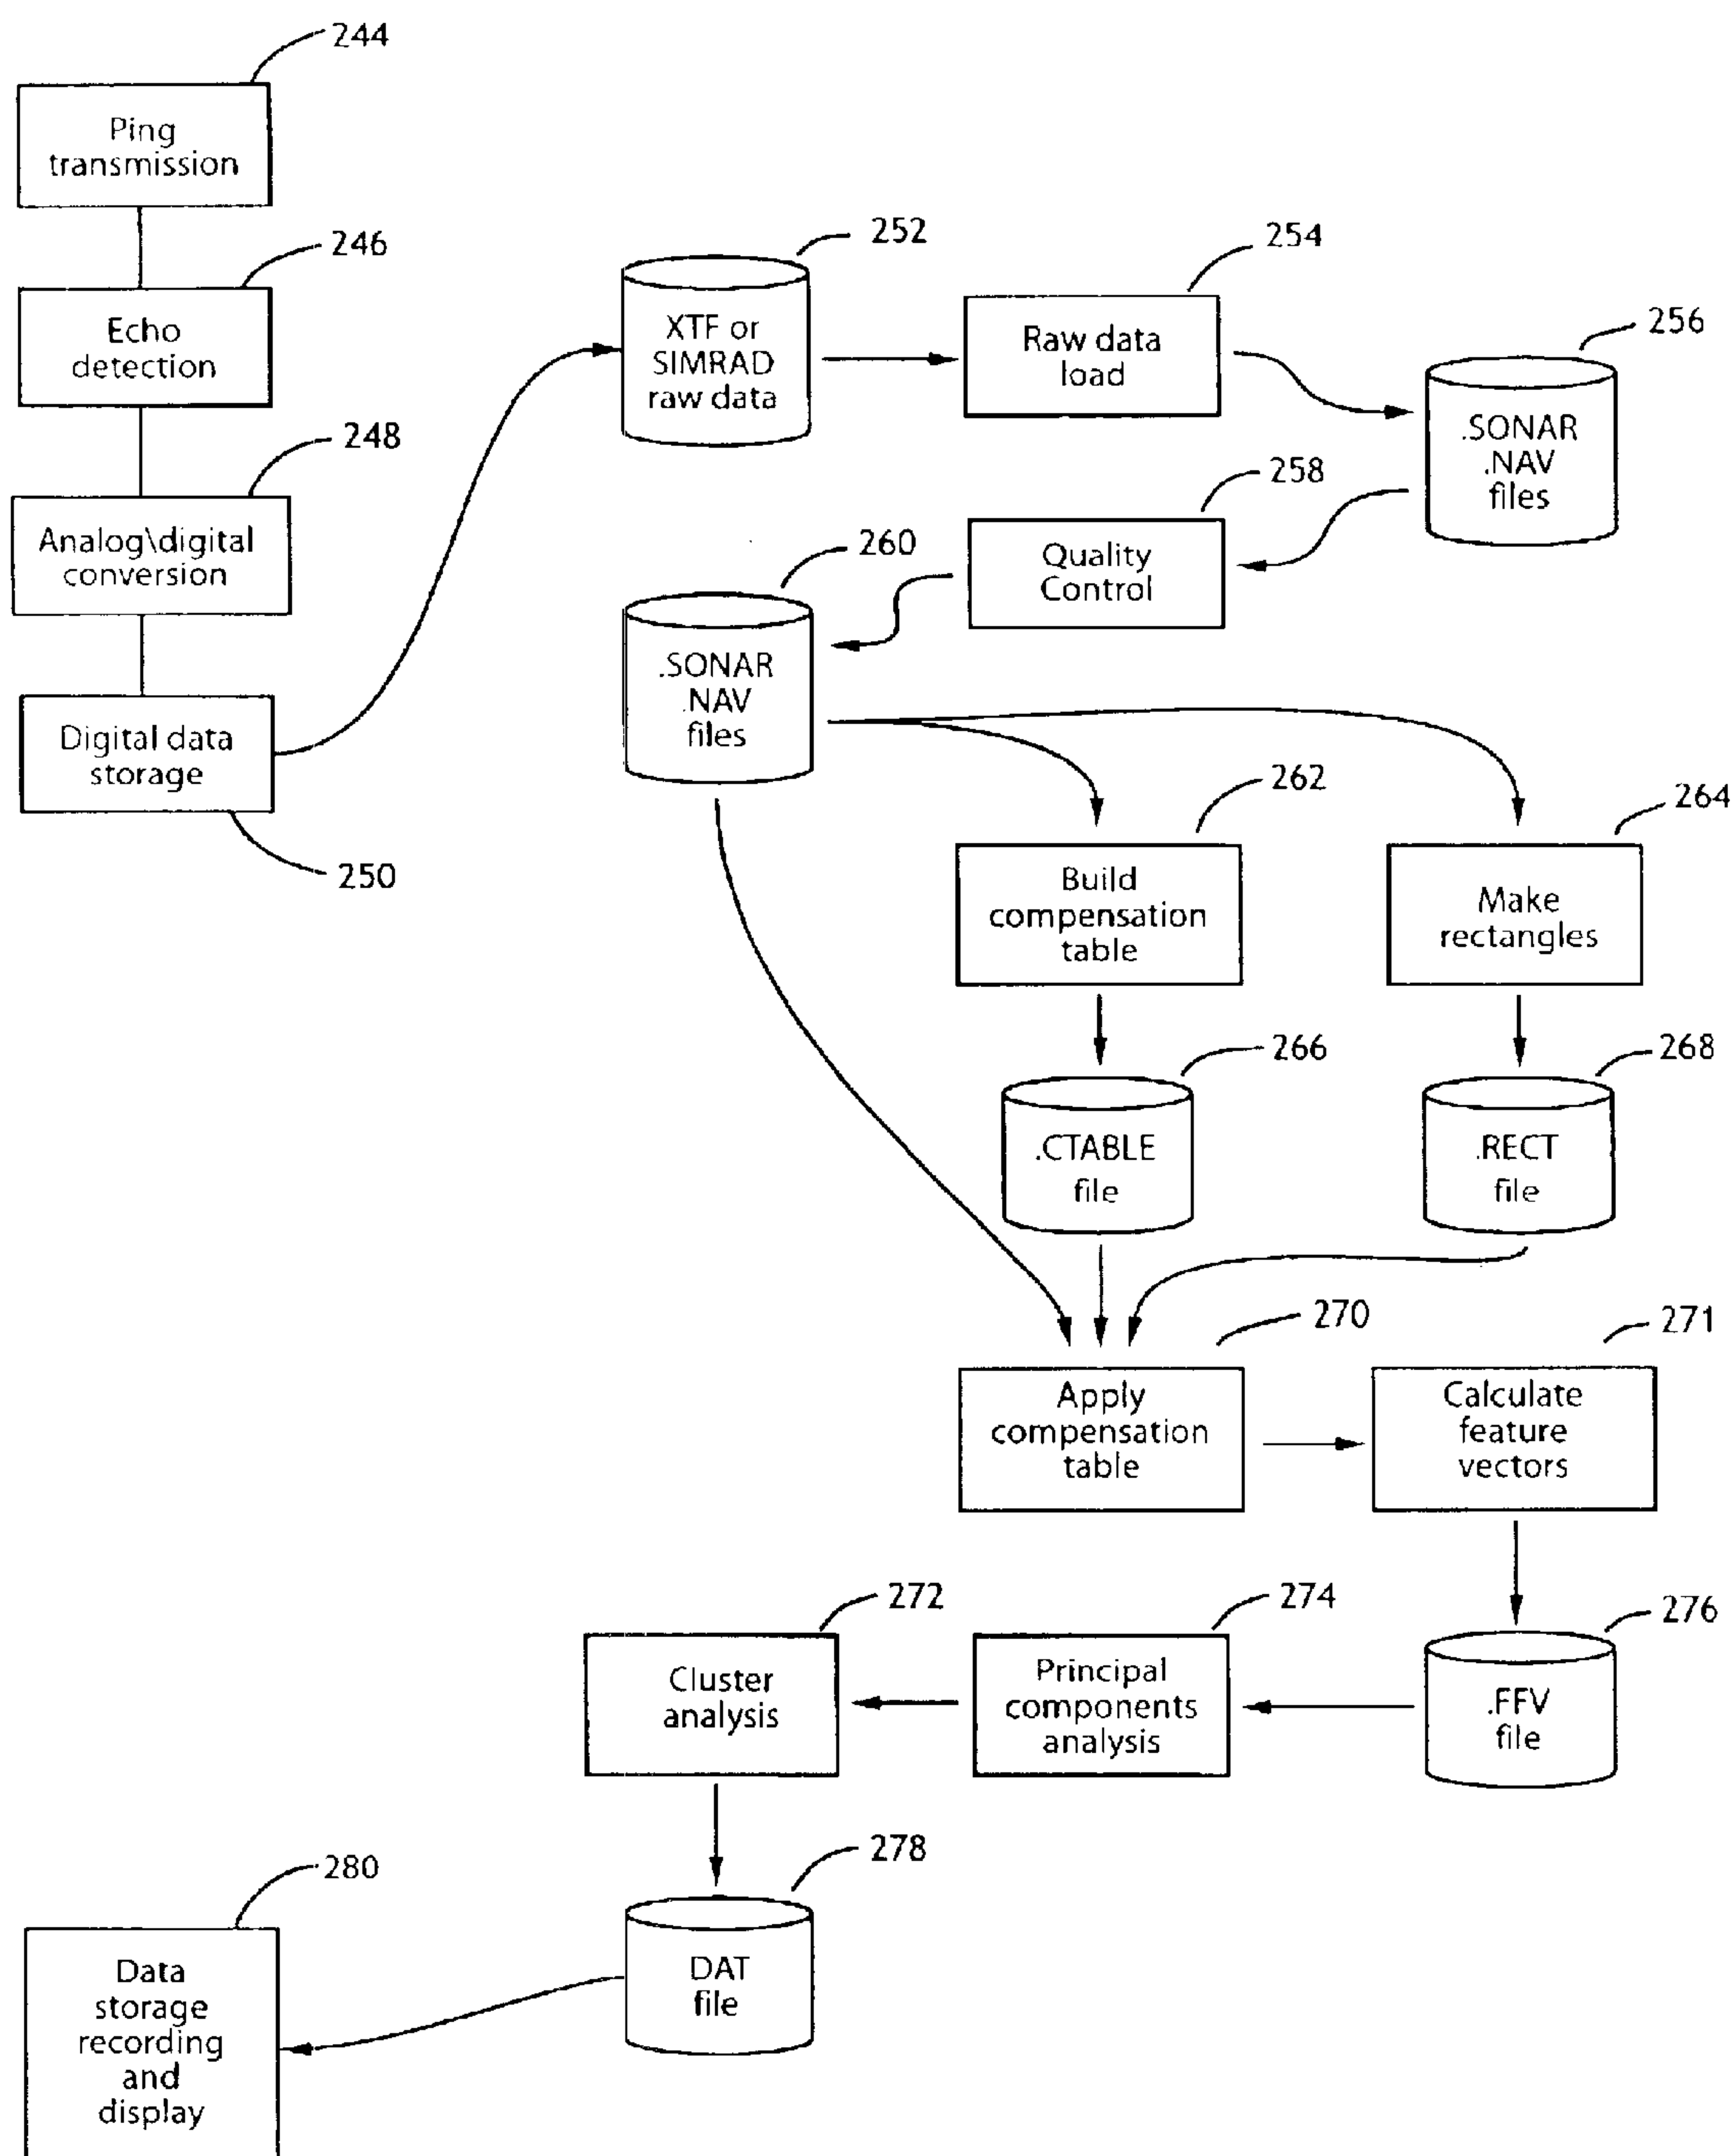 244
Ping
transmission
246
Echo
detection
248
Analog\digital
conversion
Digital data
storage
250
252
XTF or
SIMRAD
raw data
254
Raw data
load
256
.SONAR
.NAV
files
258
Quality
Control
260
.SONAR
.NAV
files
262
Build
compensation
table
264
Make
rectangles
266
.CTABLE
file
268
.RECT
file
270
Apply
compensation
table
271
Calculate
feature
vectors
272
Cluster
analysis
274
Principal
components
analysis
276
.FFV
file
278
DAT
file
280
Data
storage
recording
and
display